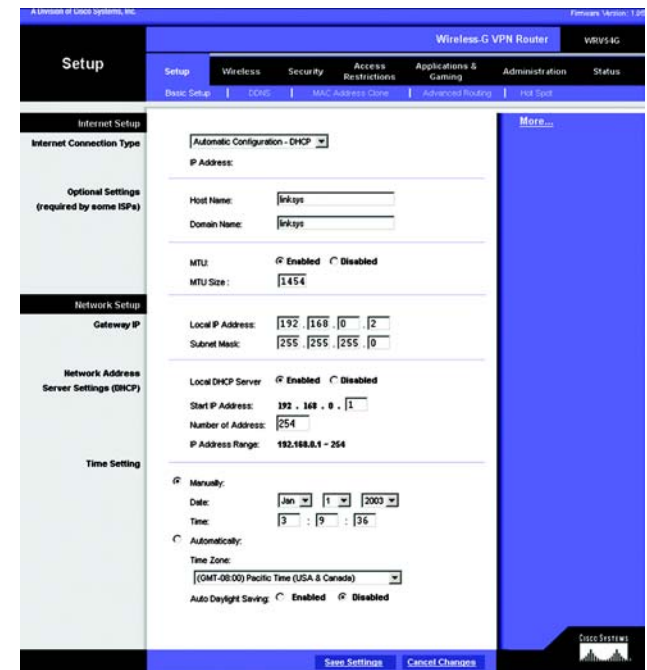 A Division of Cisco Systems, Inc.
Firmware Version: 1.05
Wireless-G VPN Router
WRV54G
Setup
Setup
Wireless
Security
Access Restrictions
Applications & Gaming
Administration
Status
Basic Setup | DDNS | MAC Address Clone | Advanced Routing | Hot Spot
Internet Setup
More...
Internet Connection Type
Automatic Configuration - DHCP
IP Address:
Optional Settings
(required by some ISPs)
Host Name: linksys
Domain Name: linksys
MTU: Enabled Disabled
MTU Size : 1454
Network Setup
Gateway IP
Local IP Address: 192 . 168 . 0 . 2
Subnet Mask: 255 . 255 . 255 . 0
Network Address
Server Settings (DHCP)
Local DHCP Server Enabled Disabled
Start IP Address: 192 . 168 . 0 . 1
Number of Address: 254
IP Address Range: 192.168.0.1 ~ 254
Time Setting
Manually:
Date: Jan 1 2003
Time: 3 : 9 : 36
Automatically:
Time Zone:
(GMT-08:00) Pacific Time (USA & Canada)
Auto Daylight Saving: Enabled Disabled
Save Settings
Cancel Changes
Cisco Systems